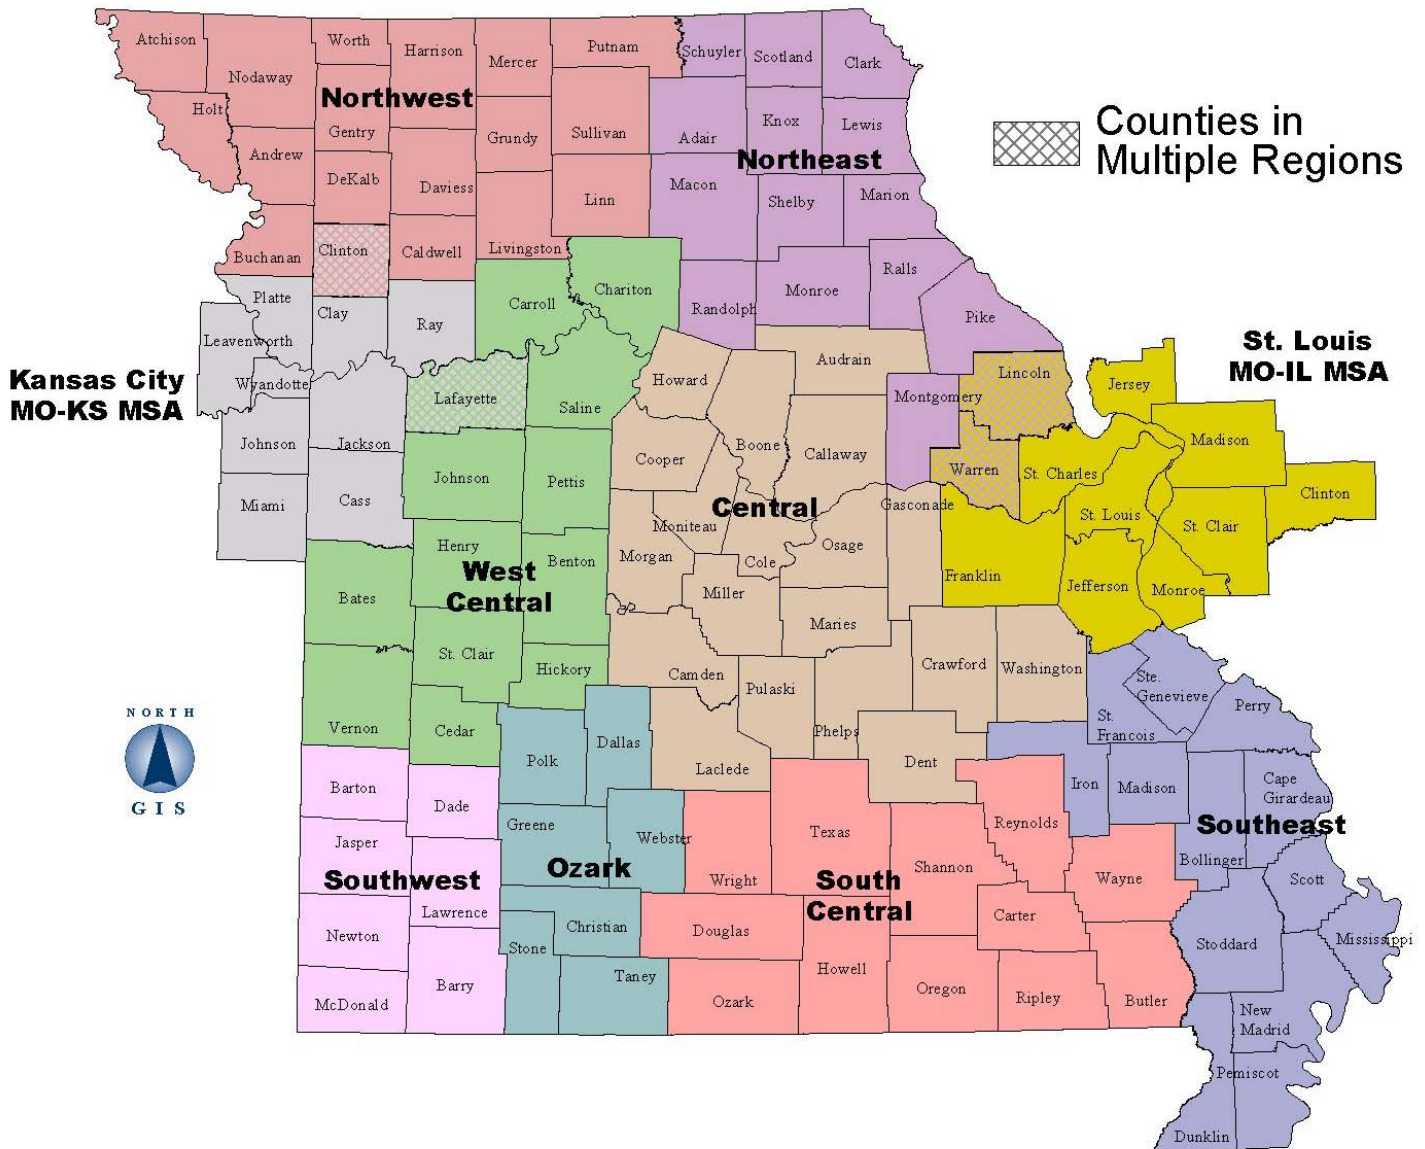 Atchison
Nodaway
Worth
Harrison
Mercer
Putnam
Schuyler
Scotland
Clark
Holt
Northwest
Gentry
Grundy
Sullivan
Adair
Knox
Lewis
Northeast
Counties in
Multiple Regions
Andrew
DeKalb
Daviess
Linn
Macon
Shelby
Marion
Buchanan
Clinton
Caldwell
Livingston
Platte
Clay
Ray
Carroll
Chariton
Randolph
Monroe
Ralls
Pike
Leavenworth
Wyandotte
Kansas City
MO-KS MSA
Lafayette
Saline
Howard
Audrain
Montgomery
Lincoln
Jersey
St. Louis
MO-IL MSA
Johnson
Jackson
Johnson
Pettis
Cooper
Boone
Callaway
Warren
St. Charles
Madison
Miami
Cass
Central
Moniteau
Gasconade
St. Louis
St. Clair
Clinton
Henry
Benton
West
Central
Morgan
Cole
Osage
Miller
Franklin
Jefferson
Monroe
Bates
Maries
St. Clair
Hickory
Camden
Pulaski
Crawford
Washington
Ste.
Genevieve
Perry
St.
Francois
NORTH
GIS
Vernon
Cedar
Polk
Dallas
Laclede
Phelps
Dent
Iron
Madison
Cape
Girardeau
Southeast
Barton
Dade
Greene
Webster
Texas
Reynolds
Bollinger
Jasper
Southwest
Lawrence
Ozark
Wright
South
Central
Shannon
Wayne
Scott
Newton
Christian
Stone
Douglas
Carter
Stoddard
Mississippi
McDonald
Barry
Taney
Ozark
Howell
Oregon
Ripley
Butler
New
Madrid
Pemiscot
Dunklin